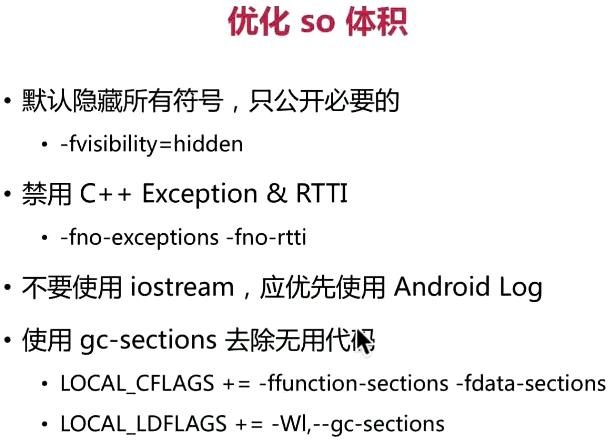 优化 so 体积
• 默认隐藏所有符号，只公开必要的
• -fvisibility=hidden
• 禁用 C++ Exception & RTTI
• -fno-exceptions -fno-rtti
• 不要使用 iostream，应优先使用 Android Log
• 使用 gc-sections 去除无用代码
• LOCAL_CFLAGS += -ffunction-sections -fdata-sections
• LOCAL_LDFLAGS += -Wl,--gc-sections